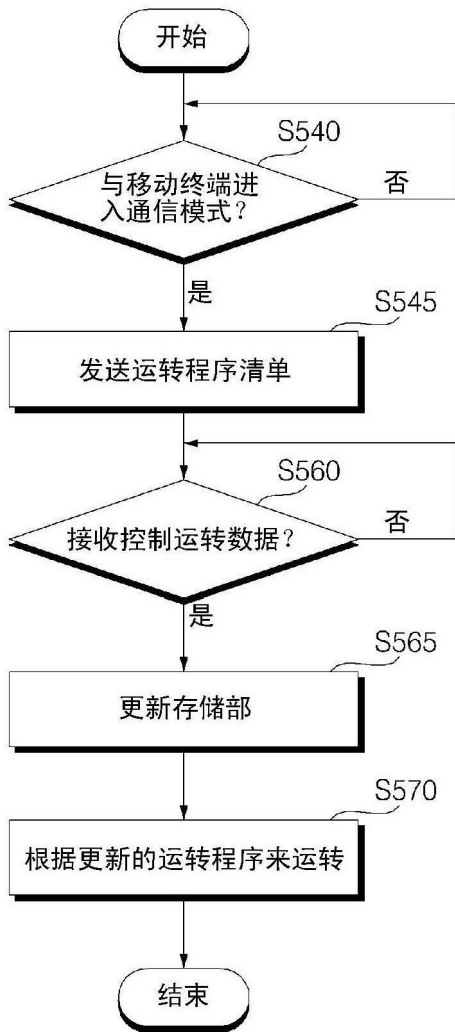 开始
S540
与移动终端进
入通信模式？
否
是
S545
发送运转程序清单
S560
接收控制运转数据？
否
是
S565
更新存储部
S570
根据更新的运转程序来运转
结束